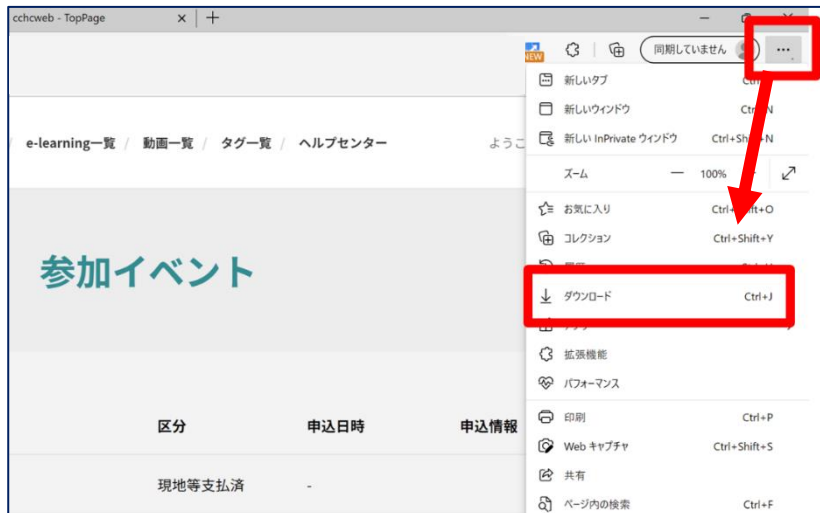 cchcweb - TopPage
NEW
同期していません
新しいタブ
新しいウィンドウ
新しい InPrivate ウィンドウ Ctrl+Shift+N
e-learning一覧 / 動画一覧 / タグ一覧 / ヘルプセンター
ようこ
ズーム 100%
お気に入り Ctrl+Shift+O
コレクション Ctrl+Shift+Y
参加イベント
ダウンロード Ctrl+J
拡張機能
パフォーマンス
区分 申込日時 申込情報
印刷 Ctrl+P
Web キャプチャ Ctrl+Shift+S
共有
現地等支払済 -
ページ内の検索 Ctrl+F